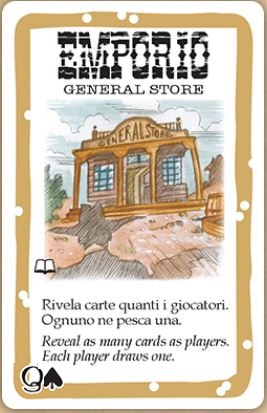 EMPORIO
GENERAL STORE
GENERAL STORE
Rivela carte quanti i giocatori.
Ognuno ne pesca una.
Reveal as many cards as players.
Each player draws one.
Q♠